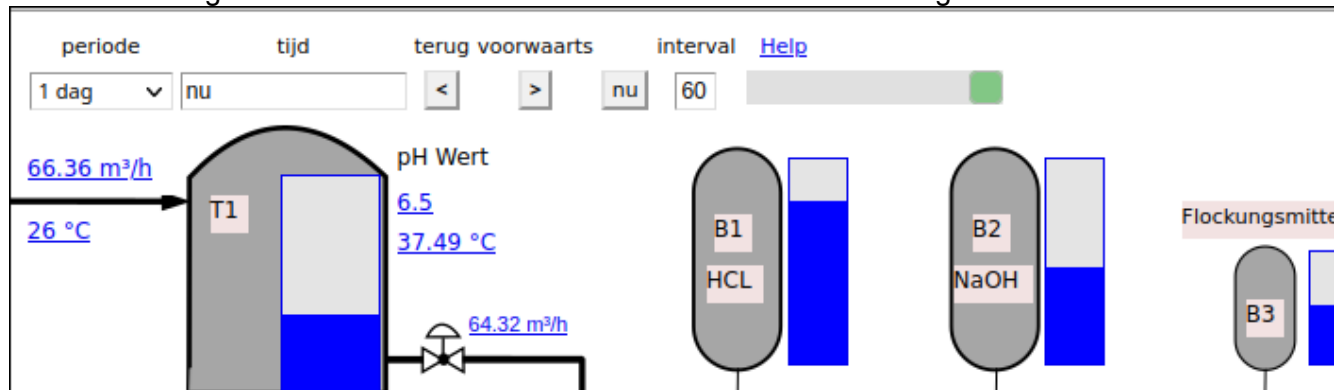 periode tijd terug voorwaarts interval Help
1 dag nu < > nu 60
66.36 m³/h
pH Wert
T1
6.5
26 °C
37.49 °C
B1
HCL
B2
NaOH
Flockungsmitte
B3
64.32 m³/h